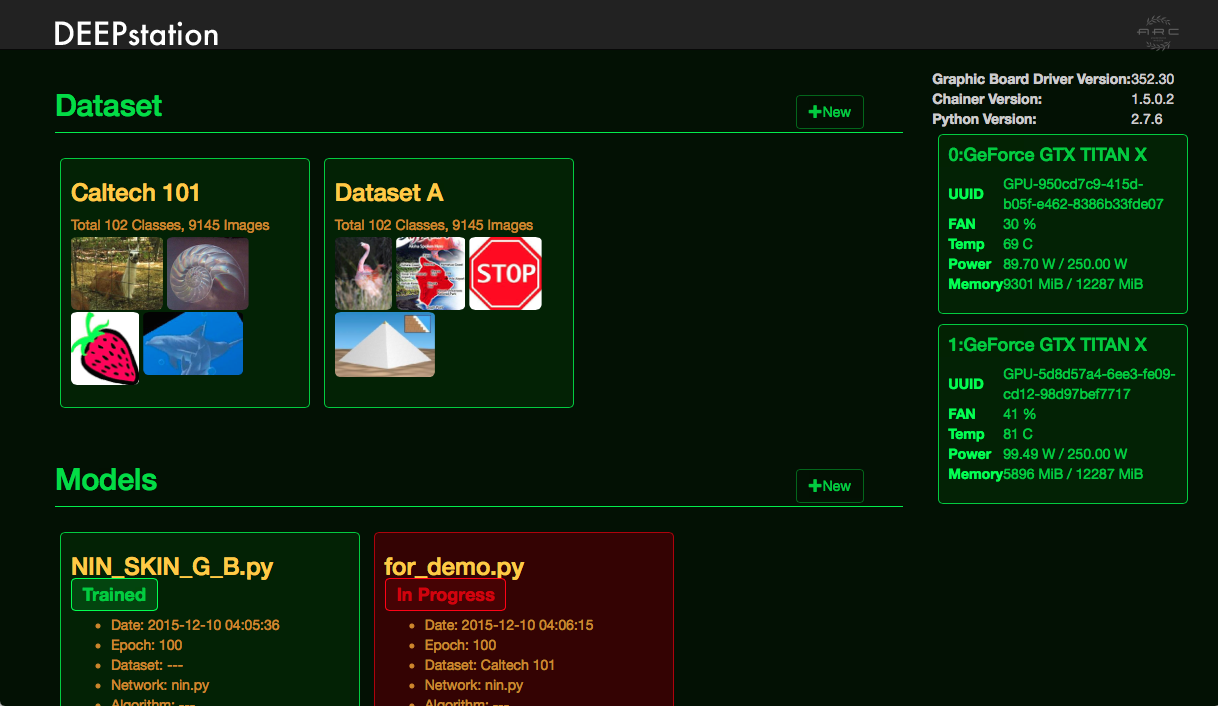 DEEPstation
ARC
Graphic Board Driver Version:352.30
Chainer Version: 1.5.0.2
Python Version: 2.7.6
Dataset
New
Caltech 101
Total 102 Classes, 9145 Images
Dataset A
Total 102 Classes, 9145 Images
STOP
0:GeForce GTX TITAN X
UUID GPU-950cd7c9-415d-
b05f-e462-8386b33fde07
FAN 30 %
Temp 69 C
Power 89.70 W / 250.00 W
Memory 9301 MiB / 12287 MiB
1:GeForce GTX TITAN X
UUID GPU-5d8d57a4-6ee3-fe09-
cd12-98d97bef7717
FAN 41 %
Temp 81 C
Power 99.49 W / 250.00 W
Memory 5896 MiB / 12287 MiB
Models
New
NIN_SKIN_G_B.py
Trained
Date: 2015-12-10 04:05:36
Epoch: 100
Dataset: ---
Network: nin.py
Algorithm: ---
for_demo.py
In Progress
Date: 2015-12-10 04:06:15
Epoch: 100
Dataset: Caltech 101
Network: nin.py
Algorithm: ---